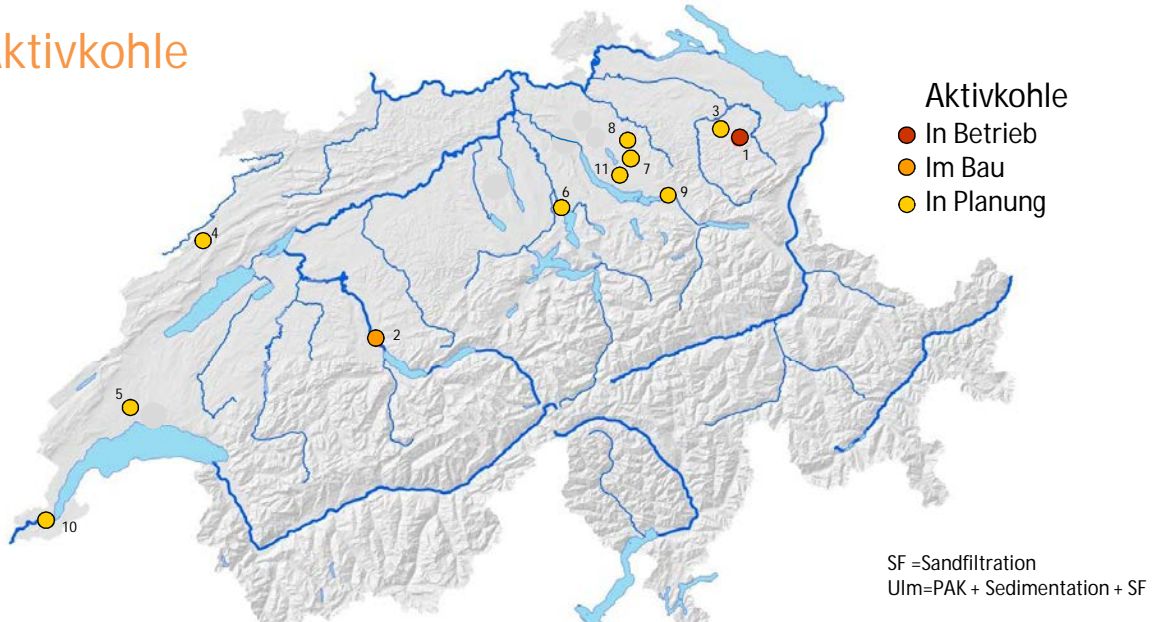 Aktivkohle
Aktivkohle
In Betrieb
Im Bau
In Planung
3
1
8
7
11
9
6
4
2
5
10
SF =Sandfiltration
Ulm=PAK + Sedimentation + SF